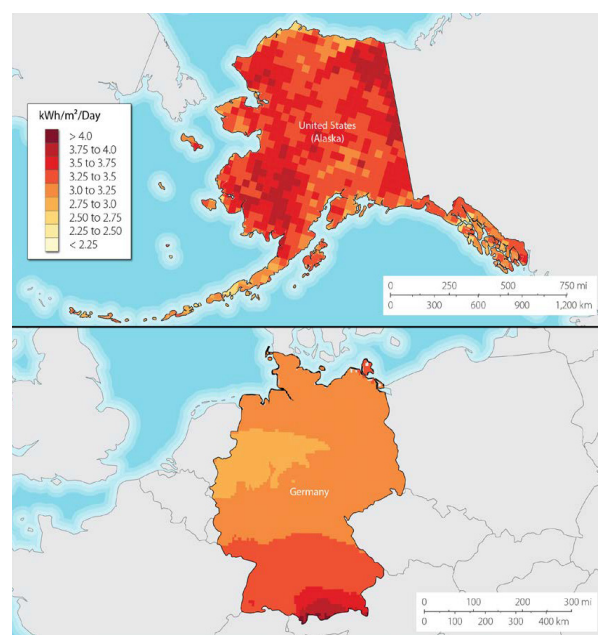 kWh/m²/Day
> 4.0
3.75 to 4.0
3.5 to 3.75
3.25 to 3.5
3.0 to 3.25
2.75 to 3.0
2.50 to 2.75
2.25 to 2.50
< 2.25
United States
(Alaska)
0 250 500 750 mi
0 300 600 900 1,200 km
Germany
0 100 200 300 mi
0 100 200 300 400 km